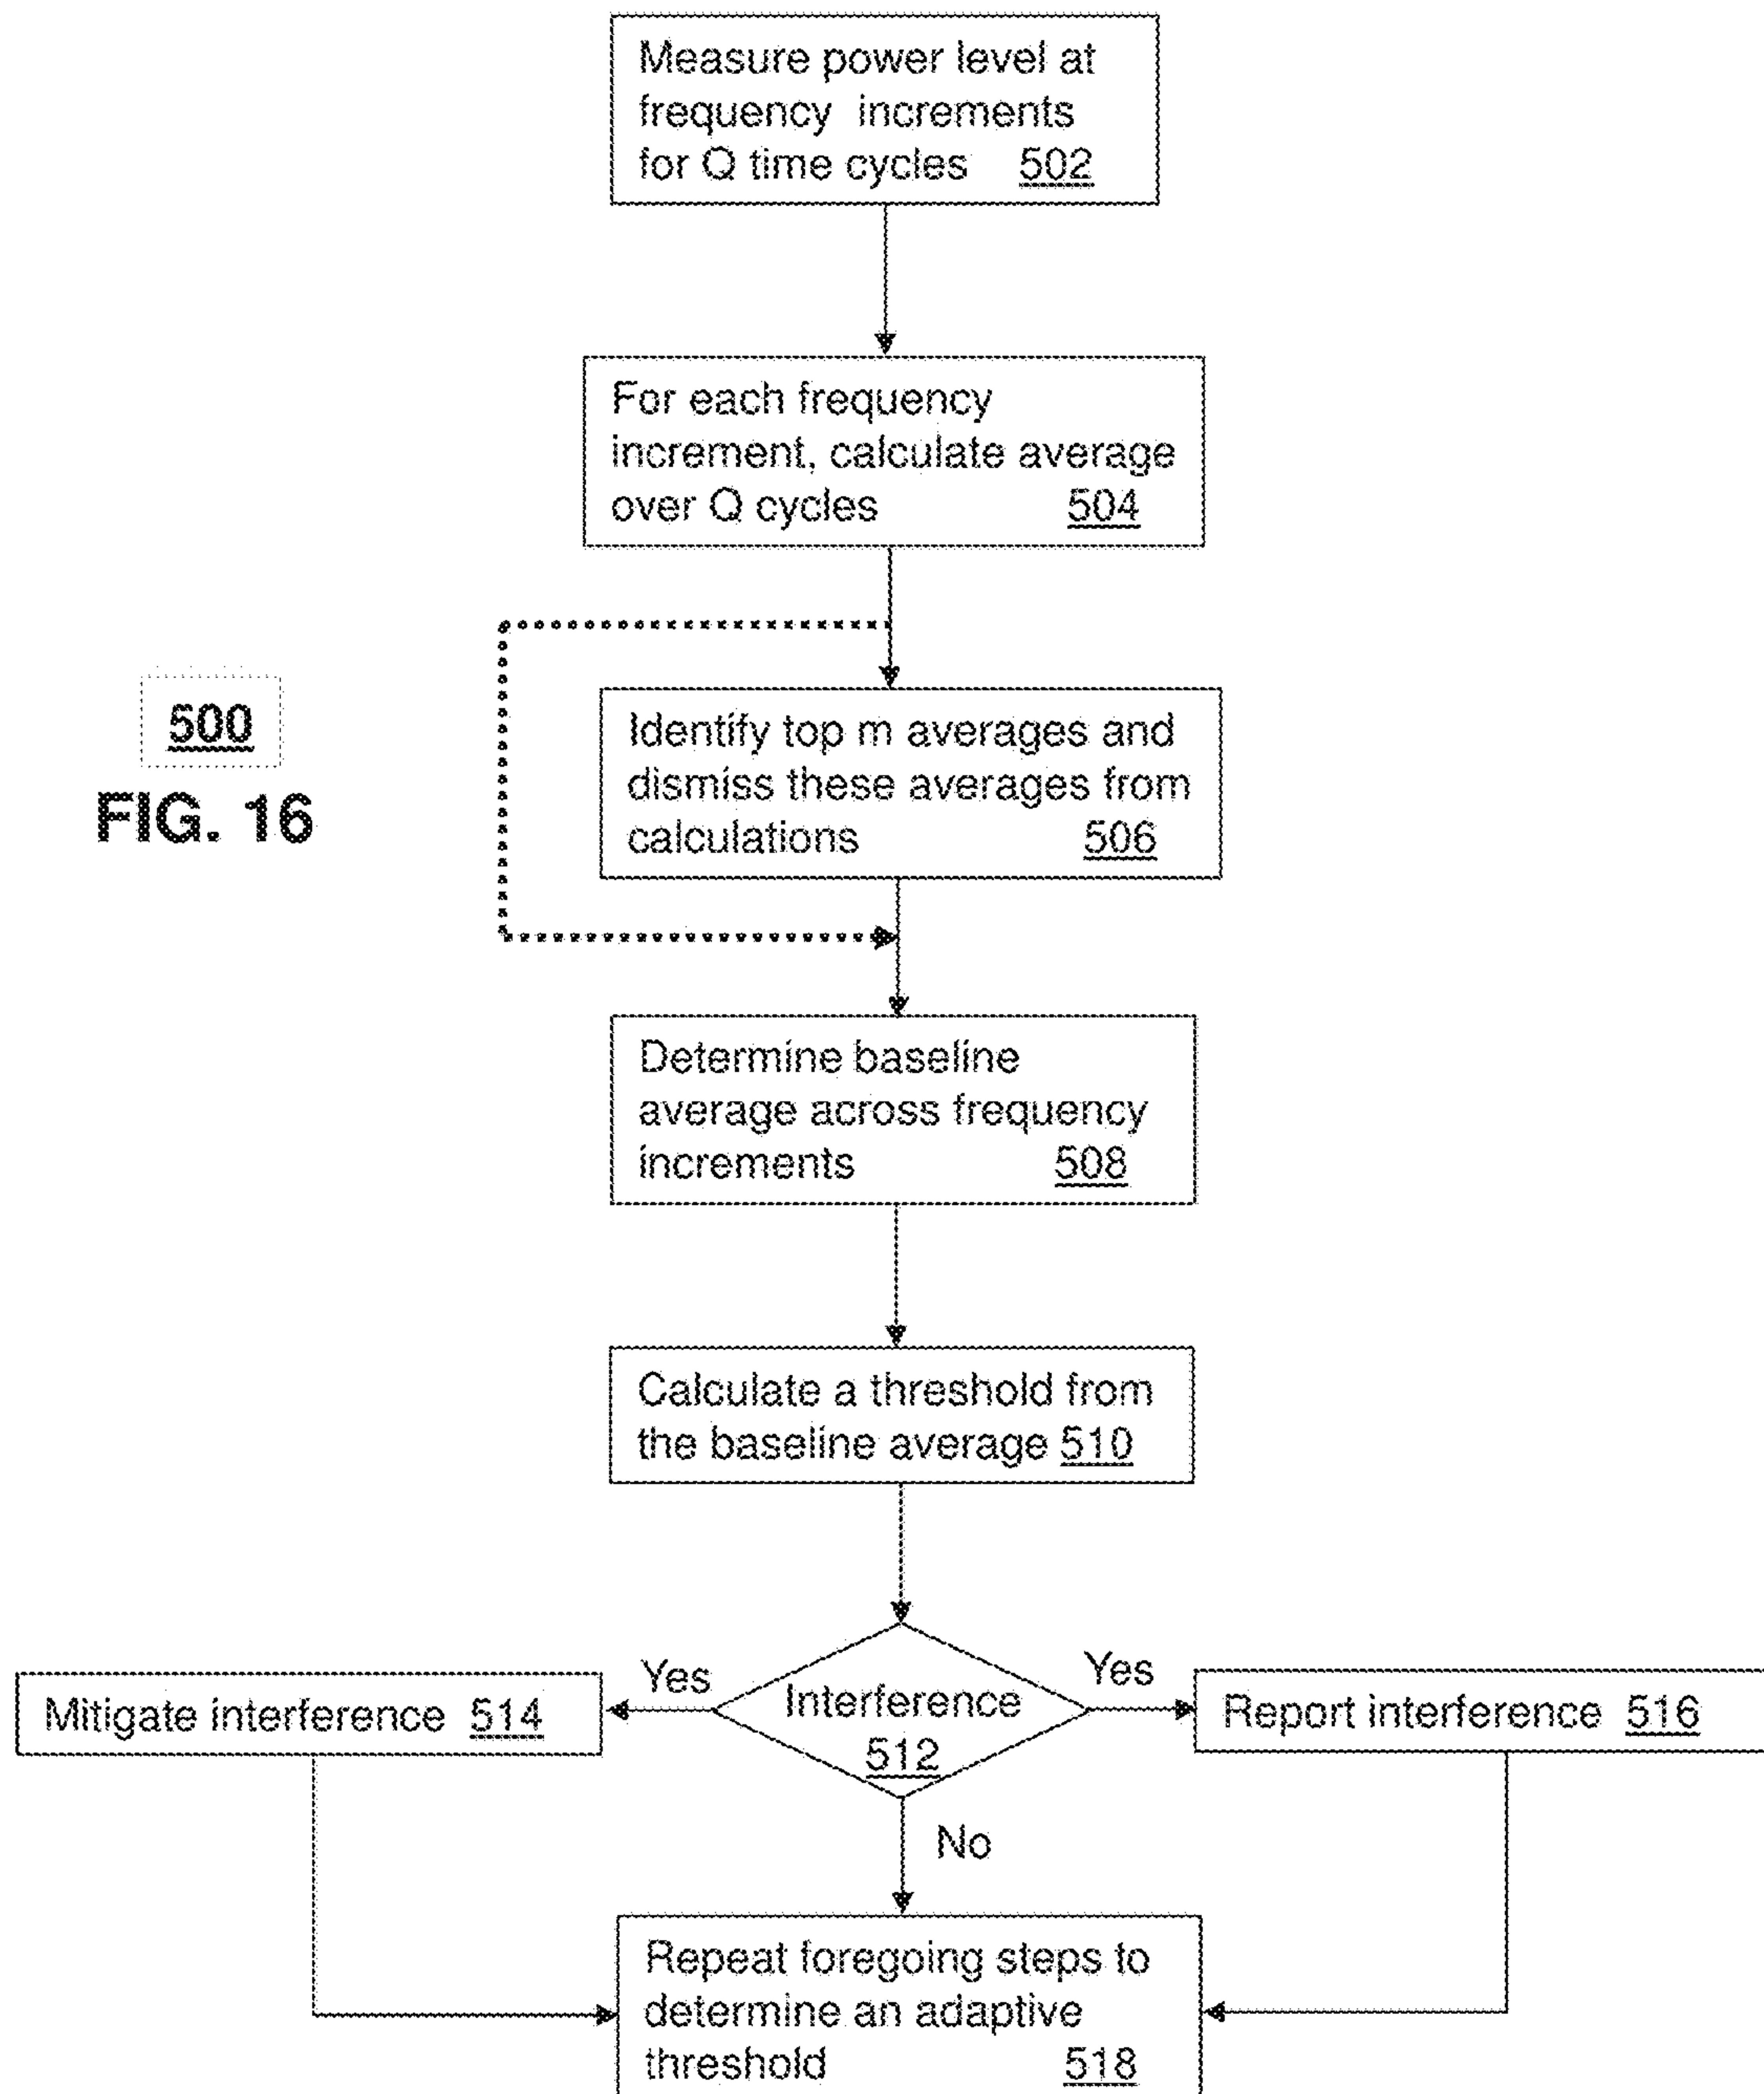 Measure power level at
frequency increments
for Q time cycles 502
For each frequency
increment, calculate average
over Q cycles 504
500
FIG. 16
Identify top m averages and
dismiss these averages from
calculations 506
Determine baseline
average across frequency
increments 508
Calculate a threshold from
the baseline average 510
Yes
Yes
Mitigate interference 514
Interference
512
Report interference 516
No
Repeat foregoing steps to
determine an adaptive
threshold 518